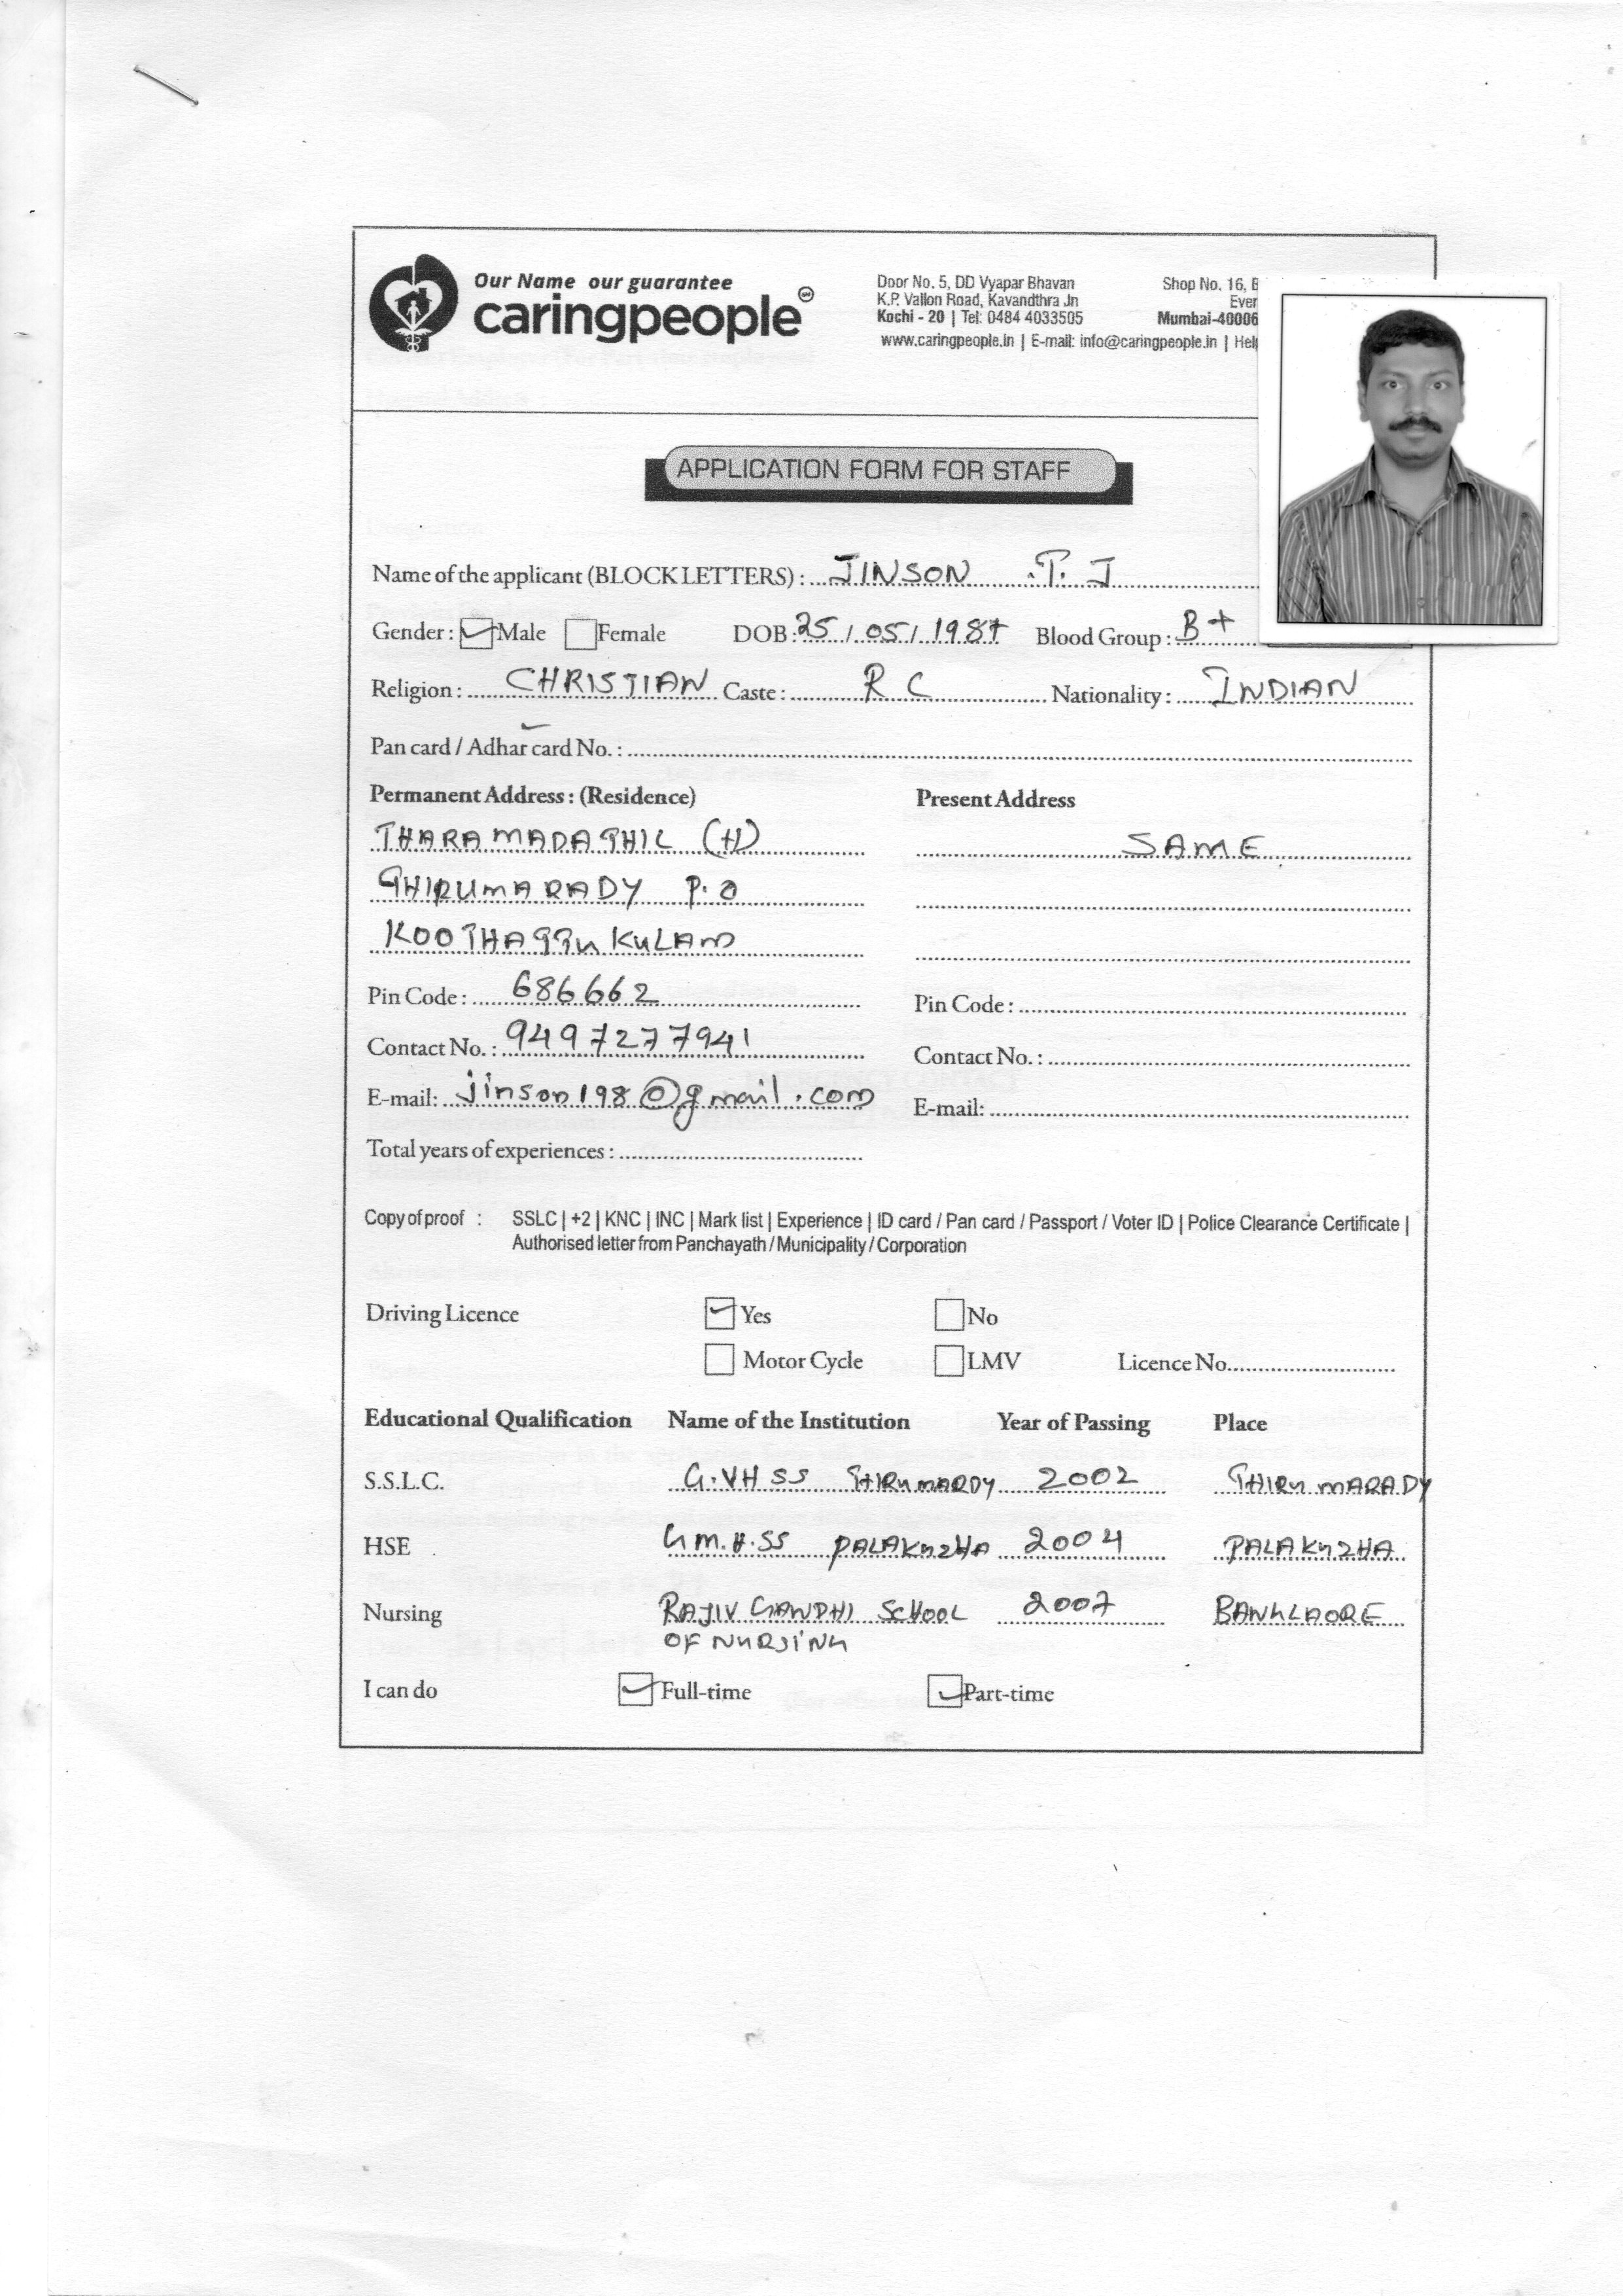 Our Name our guarantee
caringpeople
Door No. 5, DD Vyapar Bhavan
K.P. Vallon Road, Kavandthra Jn
Kochi - 20 | Tel: 0484 4033505
Shop No. 16,
Mumbai-40006
www.caringpeople.in | E-mail: info@caringpeople.in |
APPLICATION FORM FOR STAFF
Name of the applicant (BLOCK LETTERS) : JINSON .T. J
Gender : Male Female DOB: 25 / 05 / 1987 Blood Group : B+
Religion : CHRISTIAN Caste : R C Nationality : INDIAN
Pan card / Adhar card No. :
Permanent Address : (Residence) Present Address
THARAMADATHIL (H) SAME
THIRUMARADY P.O
KOOTHATTUKULAM
Pin Code : 686662 Pin Code :
Contact No. : 9497277941 Contact No. :
E-mail: jinson198@gmail.com E-mail:
Total years of experiences :
Copy of proof : SSLC | +2 | KNC | INC | Mark list | Experience | ID card / Pan card / Passport / Voter ID | Police Clearance Certificate |
Authorised letter from Panchayath / Municipality / Corporation
Driving Licence Yes No
Motor Cycle LMV Licence No.
Educational Qualification Name of the Institution Year of Passing Place
S.S.L.C. G.VHSS THIRUMARDY 2002 THIRUMARADY
HSE GM.H.SS PALAKUZHA 2004 PALAKUZHA
Nursing RAJIV GANDHI SCHOOL 2007 BANGLAORE
OF NURSING
I can do Full-time Part-time